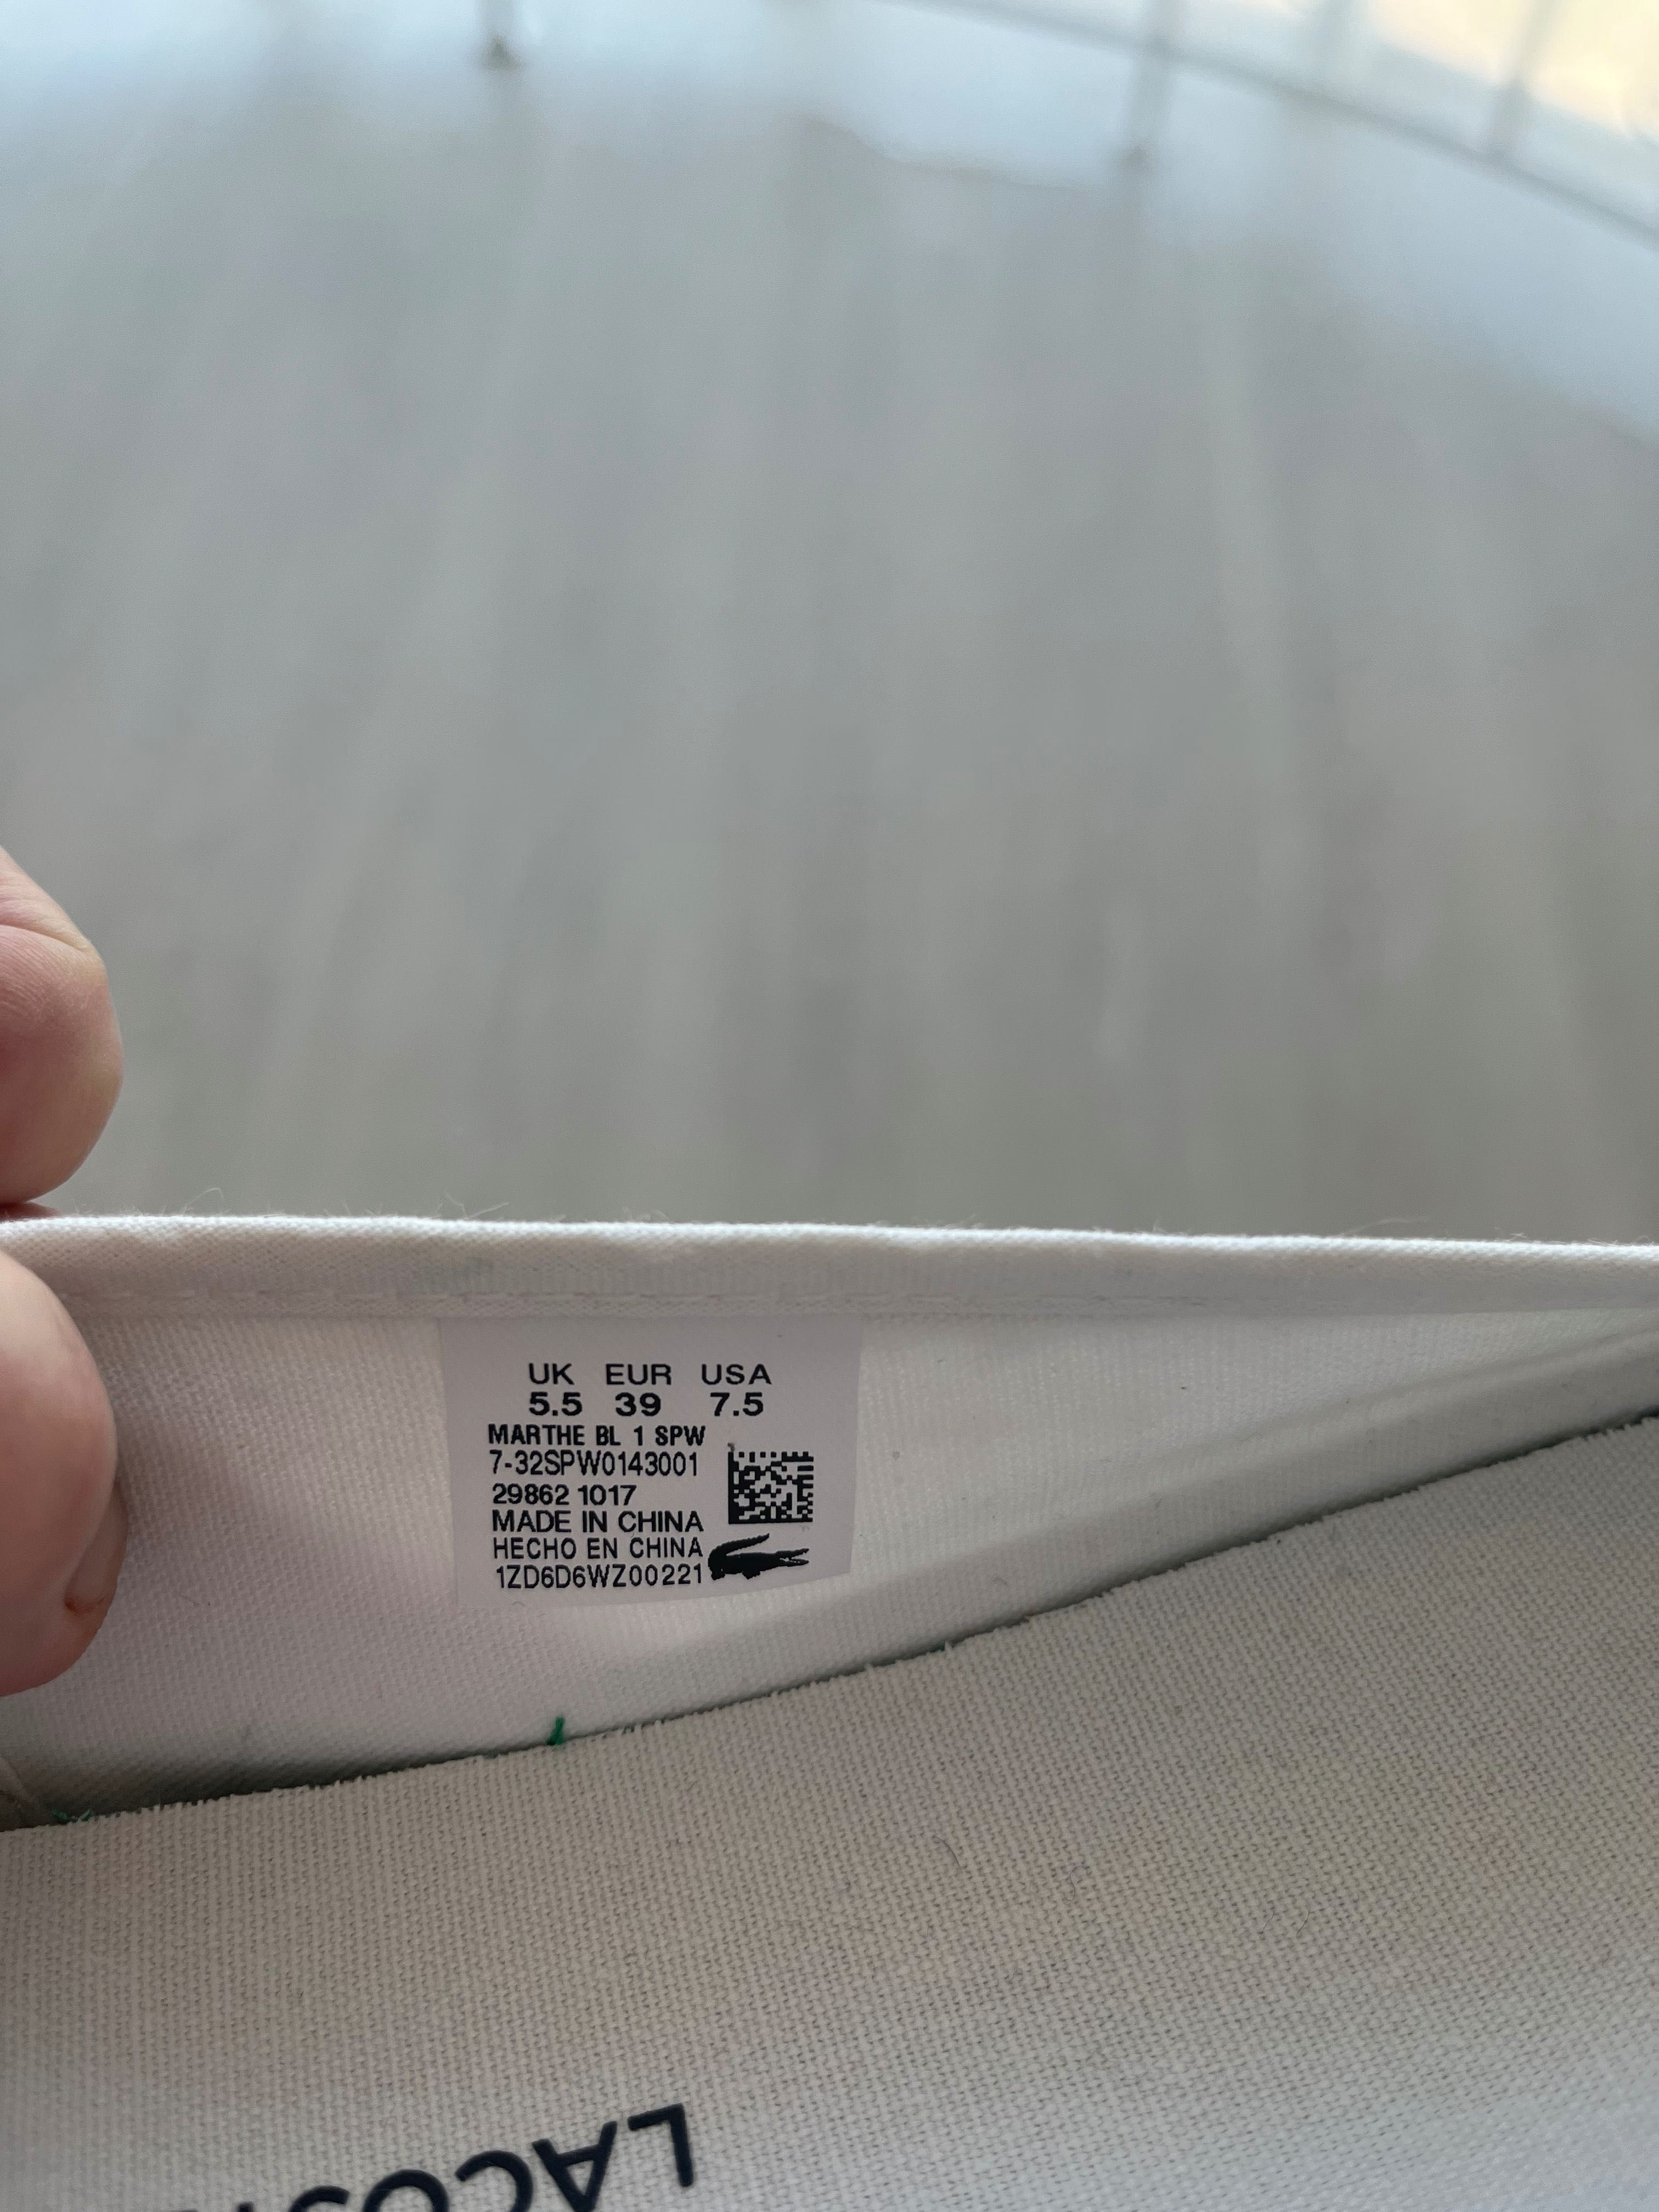 UK EUR USA
5.5 39 7.5
MARTHE BL 1 SPW
7-32SPW0143001
29862 1017
MADE IN CHINA
HECHO EN CHINA
1ZD6D6WZ00221
LACOS